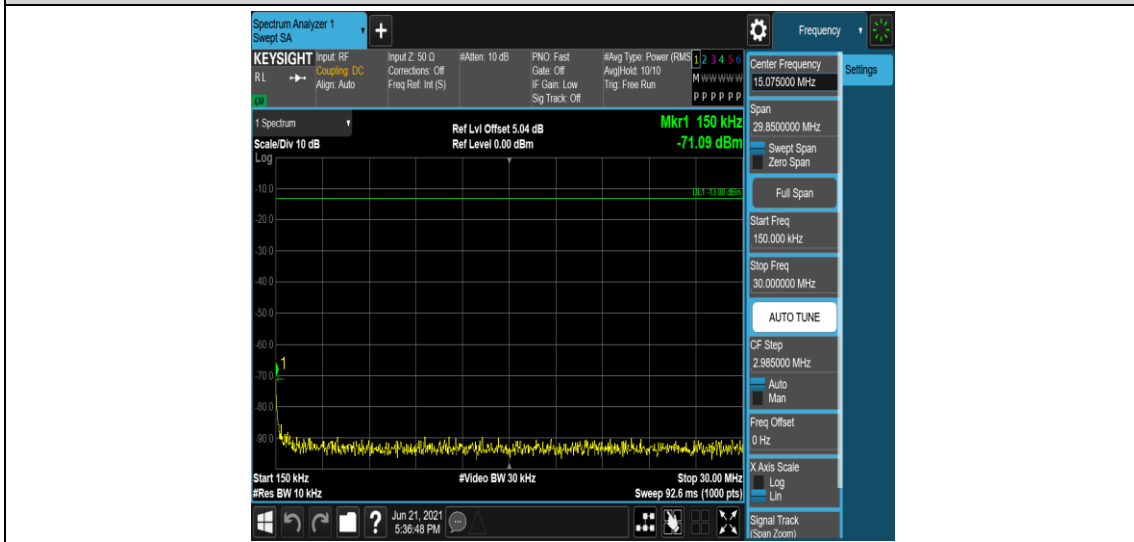 Spectrum Analyzer 1
Swept SA
+
Frequency
KEYSIGHT
RL
Input: RF
Coupling: DC
Align: Auto
Input Z: 50 Ω
Corrections: Off
Freq Ref: Int (S)
#Atten: 10 dB
PNO: Fast
Gate: Off
IF Gain: Low
Sig Track: Off
#Avg Type: Power (RMS
Avg|Hold: 10/10
Trig: Free Run
1 2 3 4 5 6
M W W W W W
P P P P P P
1 Spectrum
Scale/Div 10 dB
Log
Ref Lvl Offset 5.04 dB
Ref Level 0.00 dBm
Mkr1 150 kHz
-71.09 dBm
DL1 -13.00 dBm
-10.0
-20.0
-30.0
-40.0
-50.0
-60.0
1
-70.0
-80.0
-90.0
Start 150 kHz
#Res BW 10 kHz
#Video BW 30 kHz
Stop 30.00 MHz
Sweep 92.6 ms (1000 pts)
Center Frequency
15.075000 MHz
Settings
Span
29.8500000 MHz
Swept Span
Zero Span
Full Span
Start Freq
150.000 kHz
Stop Freq
30.000000 MHz
AUTO TUNE
CF Step
2.985000 MHz
Auto
Man
Freq Offset
0 Hz
X Axis Scale
Log
Lin
Signal Track
(Span Zoom)
?
Jun 21, 2021
5:36:48 PM